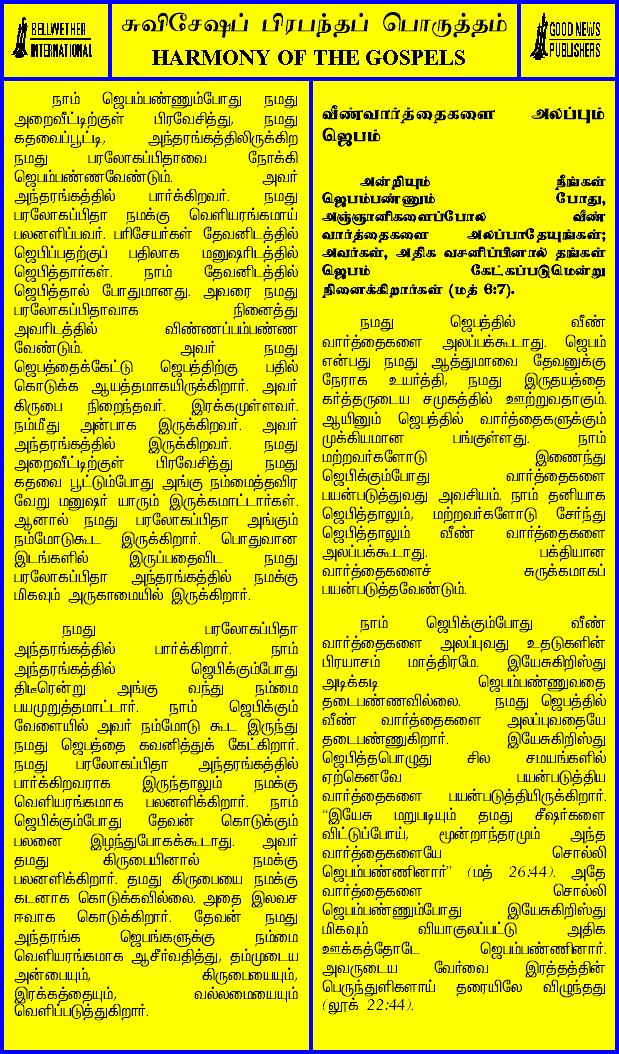 BELLWETHER
INTERNATIONAL
சுவிசேஷப் பிரபந்தப் பொருத்தம்
HARMONY OF THE GOSPELS
GOOD NEWS
PUBLISHERS
நாம் ஜெபம்பண்ணும்போது நமது
அறைவீட்டிற்குள் பிரவேசித்து, நமது
கதவைப்பூட்டி, அந்தரங்கத்திலிருக்கிற
நமது பரலோகப்பிதாவை நோக்கி
ஜெபம்பண்ணவேண்டும். அவர்
அந்தரங்கத்தில் பார்க்கிறவர். நமது
பரலோகப்பிதா நமக்கு வெளியரங்கமாய்
பலனளிப்பவர். பரிசேயர்கள் தேவனிடத்தில்
ஜெபிப்பதற்குப் பதிலாக மனுஷரிடத்தில்
ஜெபித்தார்கள். நாம் தேவனிடத்தில்
ஜெபித்தால் போதுமானது. அவரை நமது
பரலோகப்பிதாவாக நினைத்து
அவரிடத்தில் விண்ணப்பம்பண்ண
வேண்டும். அவர் நமது
ஜெபத்தைக்கேட்டு ஜெபத்திற்கு பதில்
கொடுக்க ஆயத்தமாகயிருக்கிறார். அவர்
கிருபை நிறைந்தவர். இரக்கமுள்ளவர்.
நம்மீது அன்பாக இருக்கிறவர். அவர்
அந்தரங்கத்தில் இருக்கிறவர். நமது
அறைவீட்டிற்குள் பிரவேசித்து நமது
கதவை பூட்டும்போது அங்கு நம்மைத்தவிர
வேறு மனுஷர் யாரும் இருக்கமாட்டார்கள்.
ஆனால் நமது பரலோகப்பிதா அங்கும்
நம்மோடுகூட இருக்கிறார். பொதுவான
இடங்களில் இருப்பதைவிட நமது
பரலோகப்பிதா அந்தரங்கத்தில் நமக்கு
மிகவும் அருகாமையில் இருக்கிறார்.
நமது பரலோகப்பிதா
அந்தரங்கத்தில் பார்க்கிறார். நாம்
அந்தரங்கத்தில் ஜெபிக்கும்போது
திடீரென்று அங்கு வந்து நம்மை
பயமுறுத்தமாட்டார். நாம் ஜெபிக்கும்
வேளையில் அவர் நம்மோடு கூட இருந்து
நமது ஜெபத்தை கவனித்துக் கேட்கிறார்.
நமது பரலோகப்பிதா அந்தரங்கத்தில்
பார்க்கிறவராக இருந்தாலும் நமக்கு
வெளியரங்கமாக பலனளிக்கிறார். நாம்
ஜெபிக்கும்போது தேவன் கொடுக்கும்
பலனை இழந்துபோகக்கூடாது. அவர்
தமது கிருபையினால் நமக்கு
பலனளிக்கிறார். தமது கிருபையை நமக்கு
கடனாக கொடுக்கவில்லை. அதை இலவச
ஈவாக கொடுக்கிறார். தேவன் நமது
அந்தரங்க ஜெபங்களுக்கு நம்மை
வெளியரங்கமாக ஆசீர்வதித்து, தம்முடைய
அன்பையும், கிருபையையும்,
இரக்கத்தையும், வல்லமையையும்
வெளிப்படுத்துகிறார்.
வீண்வார்த்தைகளை அலப்பும்
ஜெபம்
அன்றியும் நீங்கள்
ஜெபம்பண்ணும் போது,
அஞ்ஞானிகளைப்போல வீண்
வார்த்தைகளை அலப்பாதேயுங்கள்;
அவர்கள், அதிக வசனிப்பினால் தங்கள்
ஜெபம் கேட்கப்படுமென்று
நினைக்கிறார்கள் (மத் 6:7).
நமது ஜெபத்தில் வீண்
வார்த்தைகளை அலப்பக்கூடாது. ஜெபம்
என்பது நமது ஆத்துமாவை தேவனுக்கு
நேராக உயர்த்தி, நமது இருதயத்தை
கர்த்தருடைய சமுகத்தில் ஊற்றுவதாகும்.
ஆயினும் ஜெபத்தில் வார்த்தைகளுக்கும்
முக்கியமான பங்குள்ளது. நாம்
மற்றவர்களோடு இணைந்து
ஜெபிக்கும்போது வார்த்தைகளை
பயன்படுத்துவது அவசியம். நாம் தனியாக
ஜெபித்தாலும், மற்றவர்களோடு சேர்ந்து
ஜெபித்தாலும் வீண் வார்த்தைகளை
அலப்பக்கூடாது. பக்தியான
வார்த்தைகளைச் சுருக்கமாகப்
பயன்படுத்தவேண்டும்.
நாம் ஜெபிக்கும்போது வீண்
வார்த்தைகளை அலப்புவது உதடுகளின்
பிரயாசம் மாத்திரமே. இயேசுகிறிஸ்து
அடிக்கடி ஜெபம்பண்ணுவதை
தடைபண்ணவில்லை. நமது ஜெபத்தில்
வீண் வார்த்தைகளை அலப்புவதையே
தடைபண்ணுகிறார். இயேசுகிறிஸ்து
ஜெபித்தபொழுது சில சமயங்களில்
ஏற்கெனவே பயன்படுத்திய
வார்த்தைகளை பயன்படுத்தியிருக்கிறார்.
"இயேசு மறுபடியும் தமது சீஷர்களை
விட்டுப்போய், மூன்றாந்தரமும் அந்த
வார்த்தைகளையே சொல்லி
ஜெபம்பண்ணினார்" (மத் 26:44). அதே
வார்த்தைகளை சொல்லி
ஜெபம்பண்ணும்போது இயேசுகிறிஸ்து
மிகவும் வியாகுலப்பட்டு அதிக
ஊக்கத்தோடே ஜெபம்பண்ணினார்.
அவருடைய வேர்வை இரத்தத்தின்
பெருந்துளிகளாய் தரையிலே விழுந்தது
(லூக் 22:44).